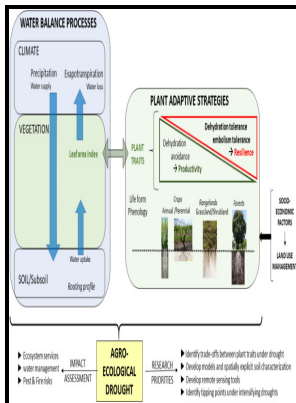 WATER BALANCE PROCESSES
CLIMATE
Precipitation
Water supply
Evapotranspiration
Water loss
VEGETATION
Leaf area index
Water uptake
Rooting profile
SOIL/Subsoil
PLANT ADAPTIVE STRATEGIES
PLANT
TRAITS
Dehydration tolerance
embolism tolerance
→ Resilience
Dehydration
avoidance
→ Productivity
Life form
Phenology
Crops
Annual / Perennial
Rangelands
Grassland/Shrubland
Forests
SOCIO-
ECONOMIC
FACTORS
↓
LAND USE
MANAGEMENT
AGRO-
ECOLOGICAL
DROUGHT
IMPACT
ASSESSMENT
➤ Ecosystem services
➤ water management
➤ Pest & Fire risks
RESEARCH
PRIORITIES
➤ Identify trade-offs between
plant traits under drought
➤ Develop models and spatially explicit soil characterization
➤ Develop remote sensing tools
➤ Identify tipping points under intensifying droughts